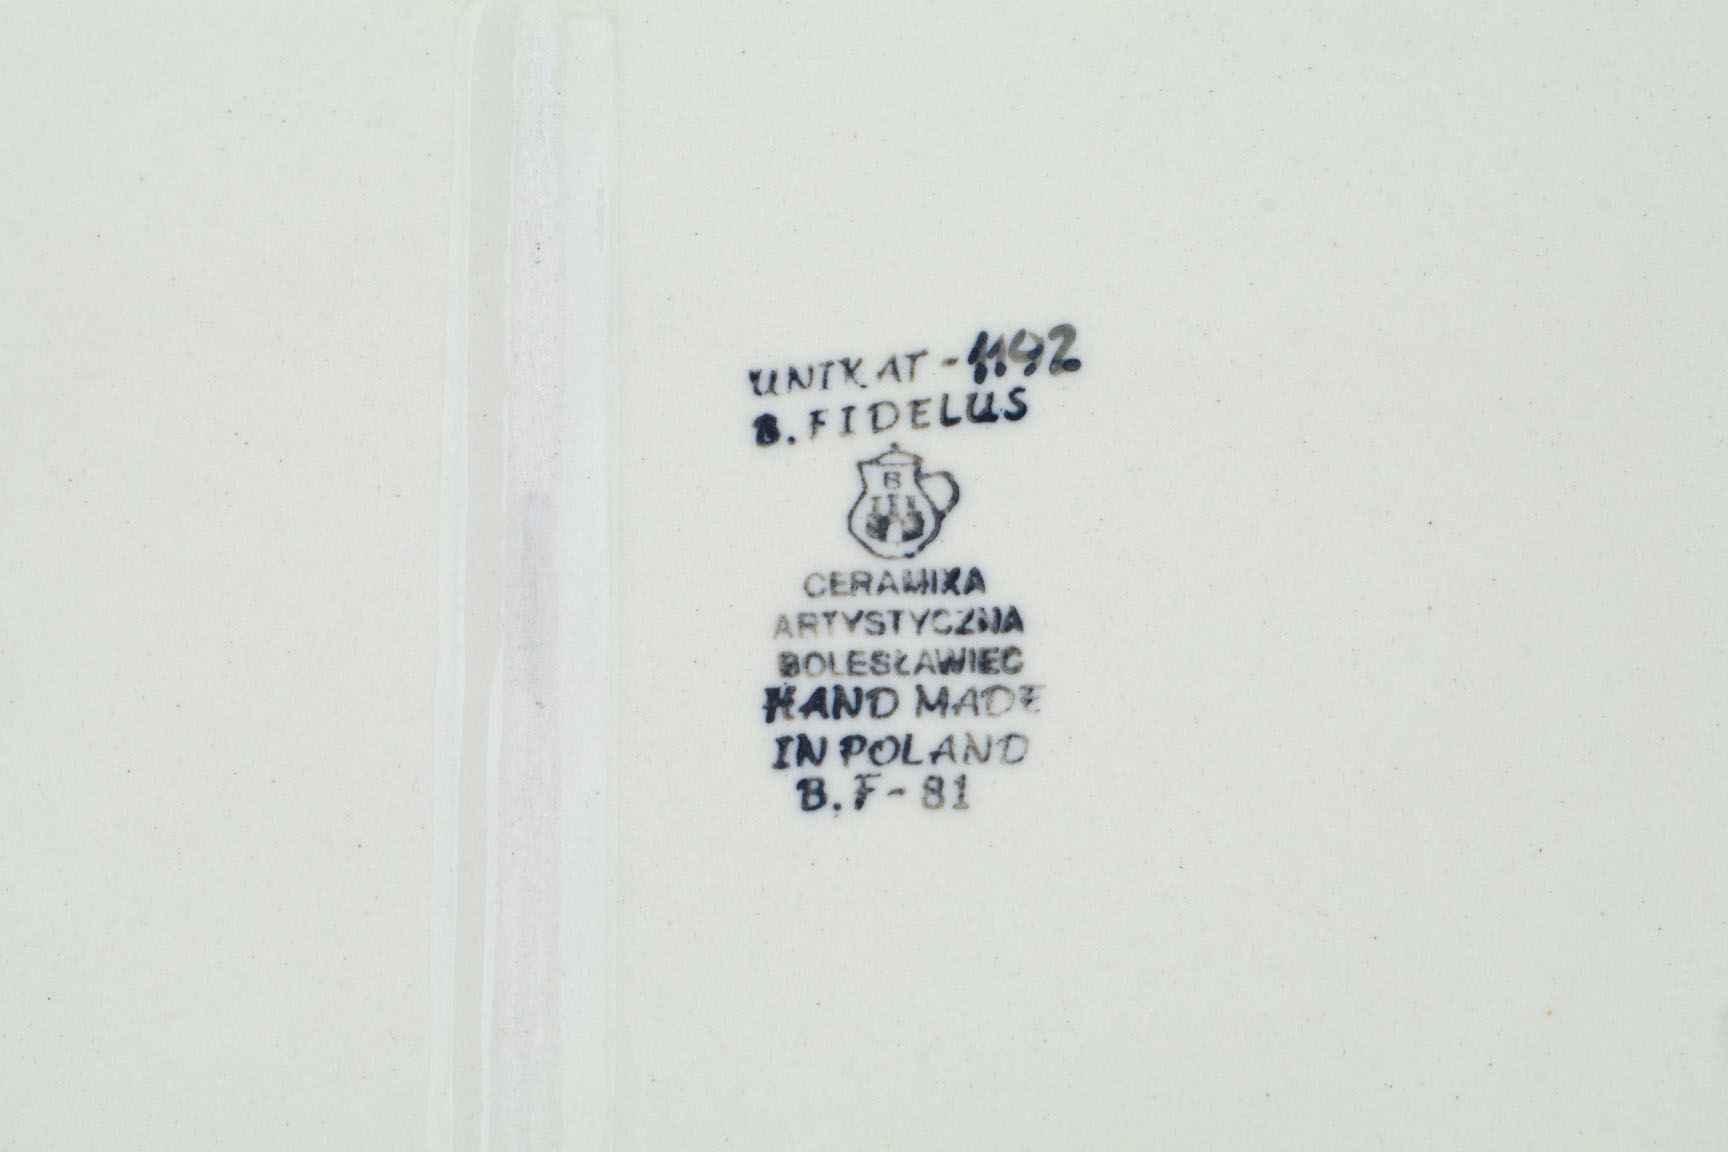 UNIKAT - 1192
B. FIDELUS
B
CERAMIKA
ARTYSTYCZNA
BOLESŁAWIEC
HAND MADE
IN POLAND
B.F-81